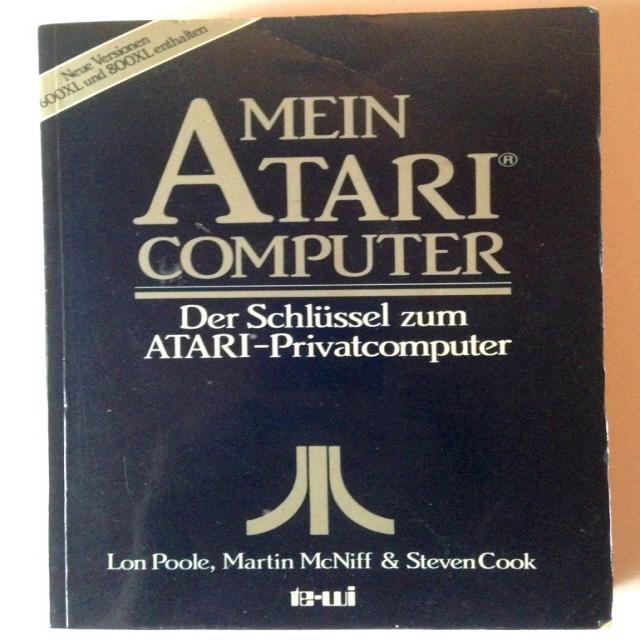 Neue Versionen
600XL und 800XL enthalten
MEIN
ATARI®
COMPUTER
Der Schlüssel zum
ATARI®-Privatcomputer
Lon Poole, Martin McNiff & Steven Cook
te-wi